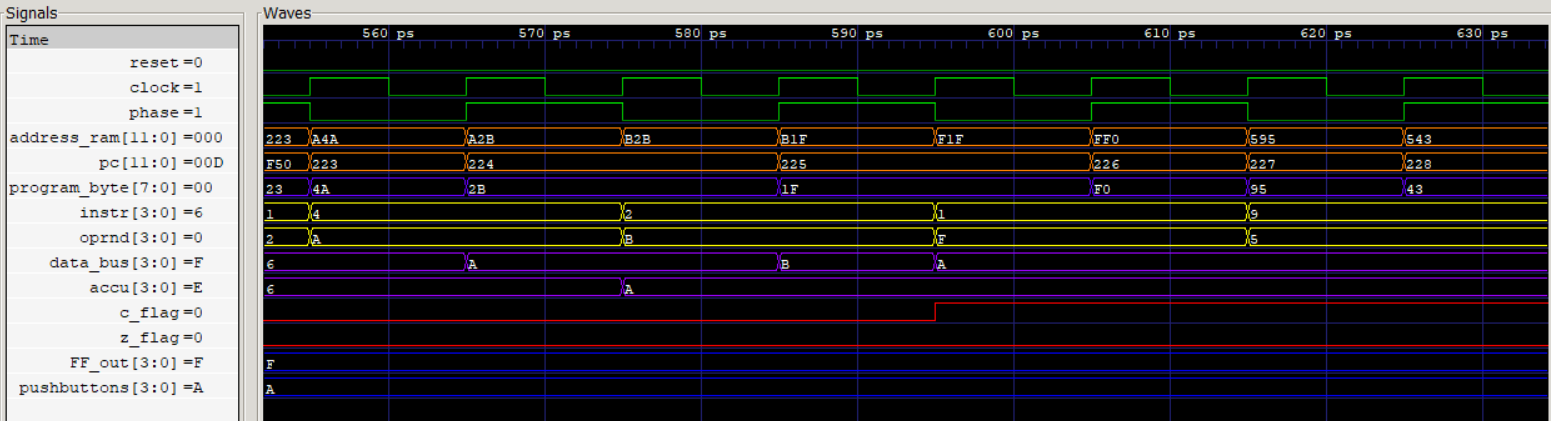 Signals Waves
Time 560 ps 570 ps 580 ps 590 ps 600 ps 610 ps 620 ps 630 ps
reset =0
clock=1
phase=1
address_ram[11:0] =000 223 A4A A2B B2B B1F F1F FF0 595 543
pc[11:0] =00D F50 223 224 225 226 227 228
program_byte[7:0] =00 23 4A 2B 1F F0 95 43
instr[3:0] =6 1 4 2 1 9
oprnd[3:0] =0 2 A B F 5
data_bus[3:0] =F 6 A B A
accu[3:0] =E 6 A
c_flag=0
z_flag=0
FF_out[3:0] =F F
pushbuttons[3:0] =A A